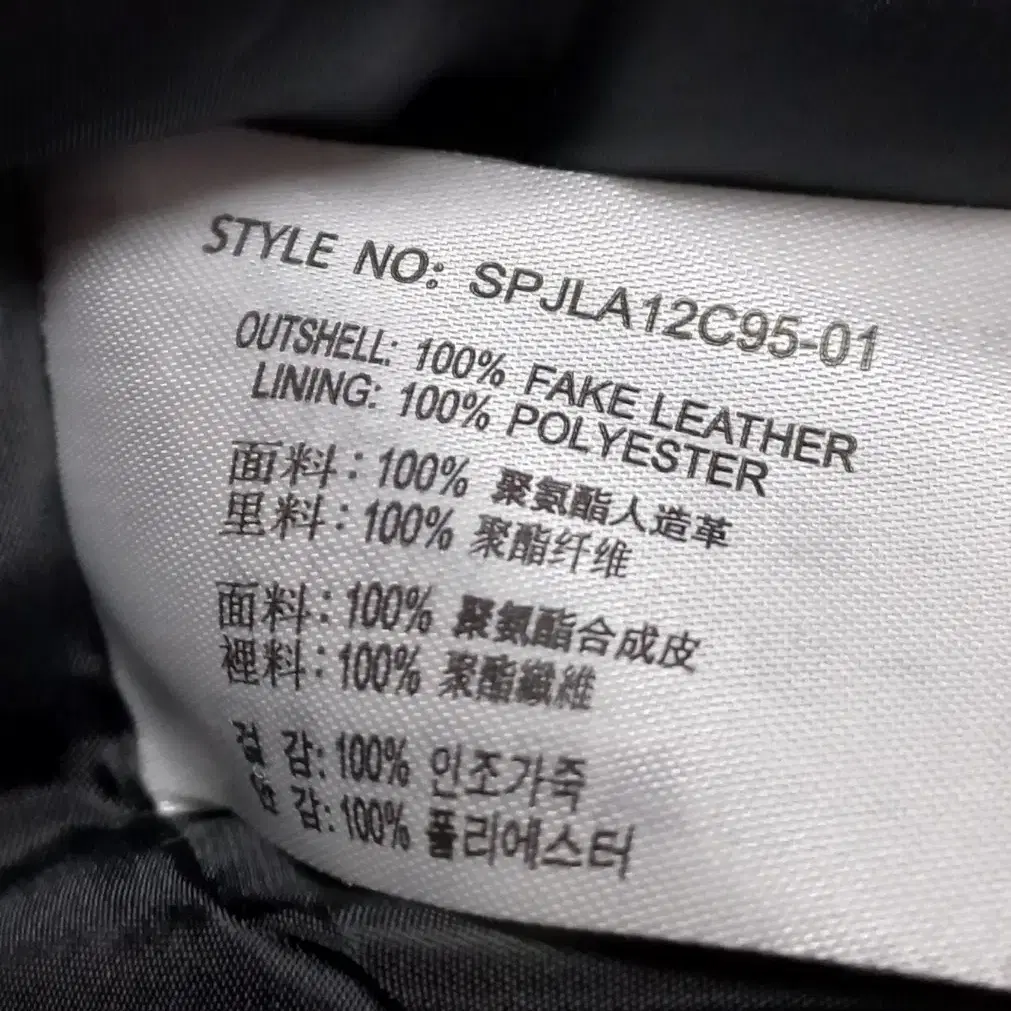 STYLE NO: SPJLA12C95-01
OUTSHELL: 100% FAKE LEATHER
LINING: 100% POLYESTER
面料：100% 聚氨酯人造革
里料：100% 聚酯纤维
面料：100% 聚氨酯合成皮
裡料：100% 聚酯纖維
겉 감: 100% 인조가죽
안 감: 100% 폴리에스터